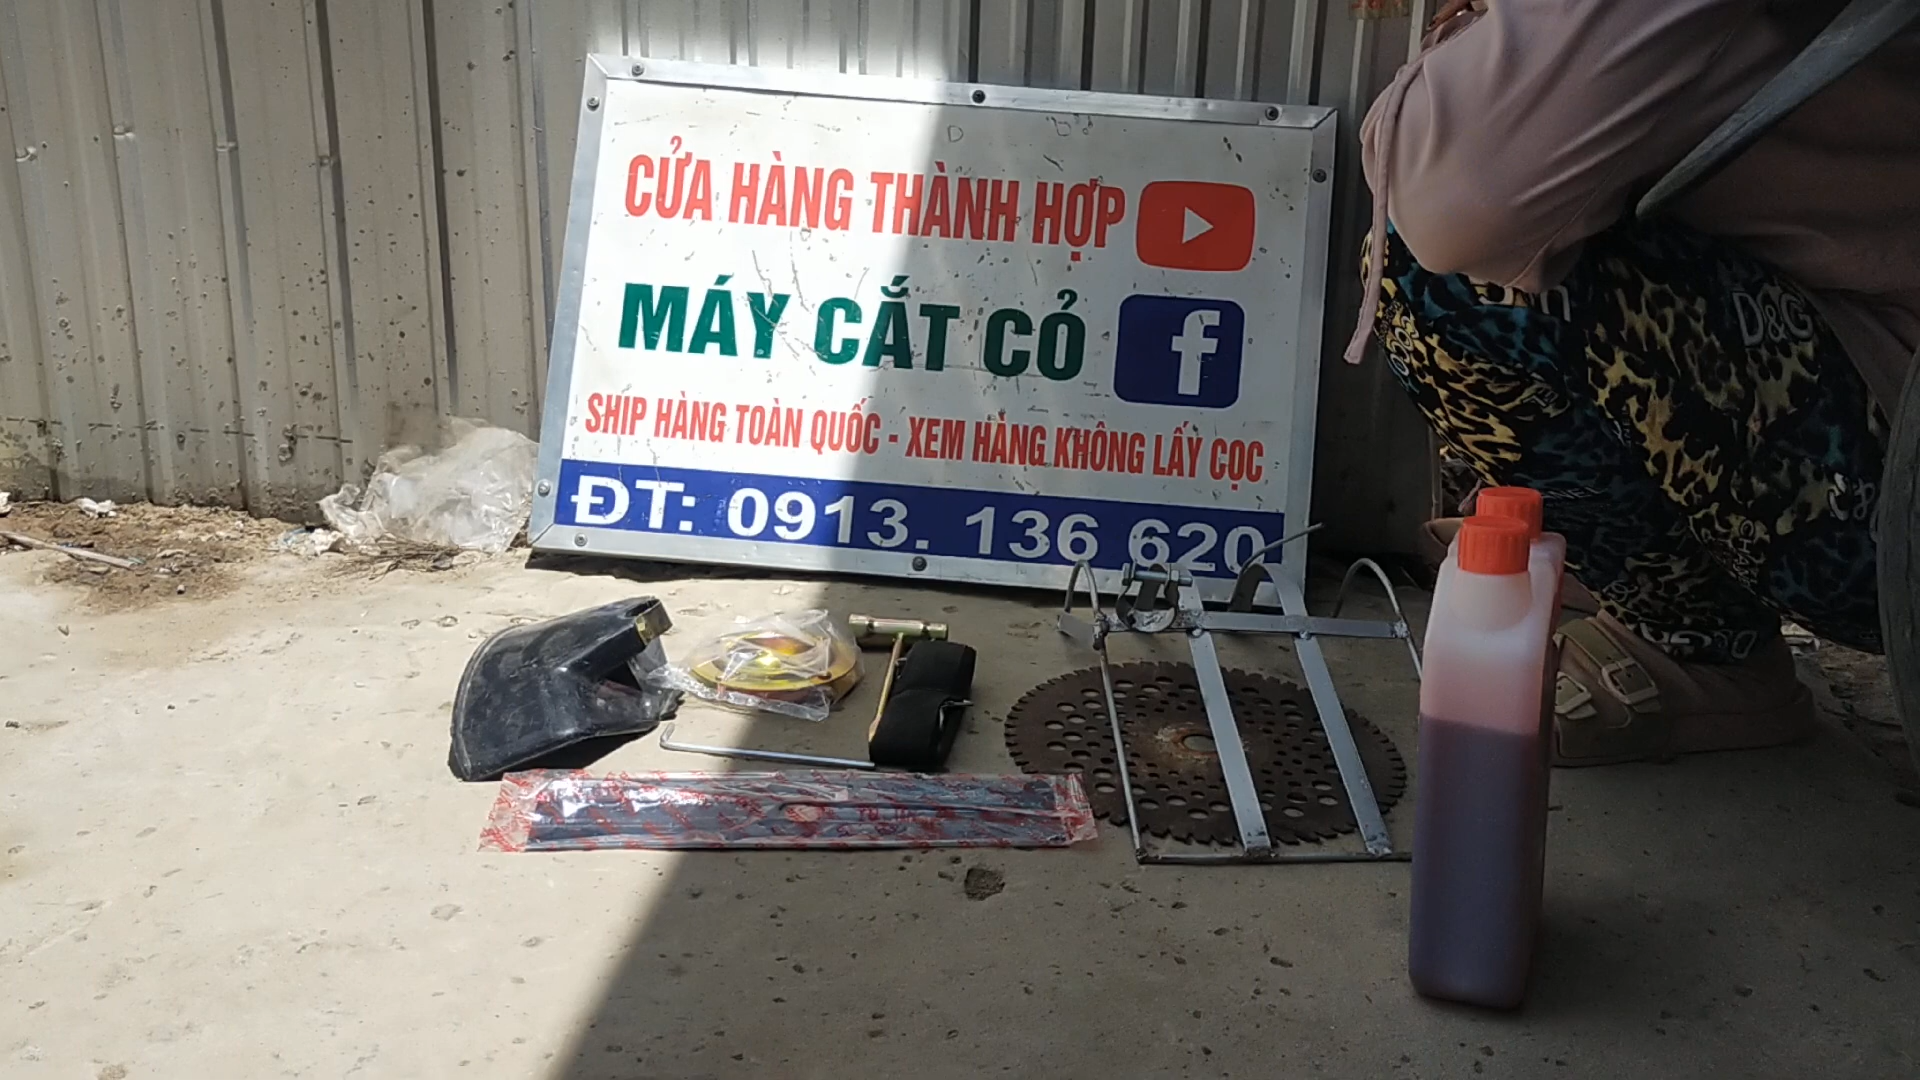 CỬA HÀNG THÀNH HỢP
MÁY CẮT CỎ
f
SHIP HÀNG TOÀN QUỐC - XEM HÀNG KHÔNG LẤY CỌC
ĐT: 0913. 136 620
D&G